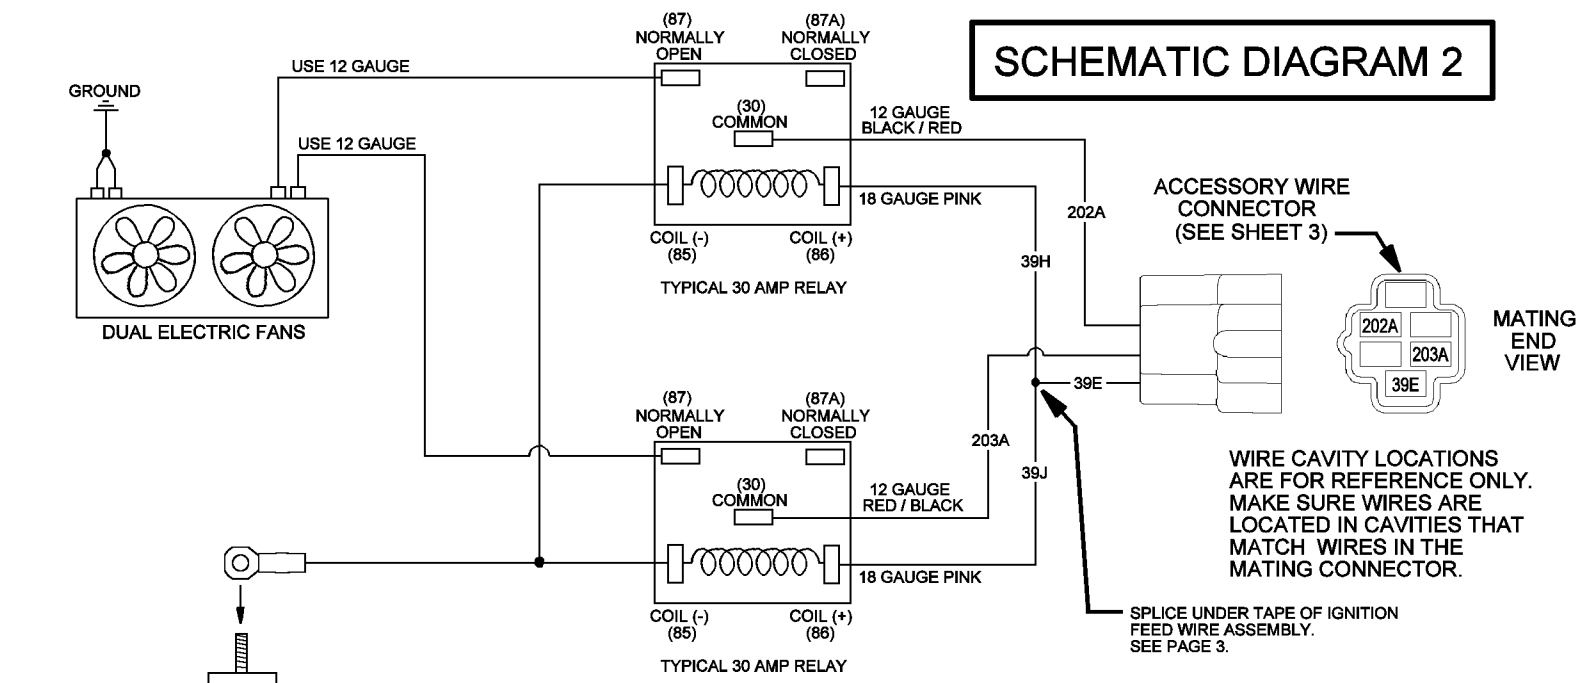 SCHEMATIC DIAGRAM 2
(87)
NORMALLY
OPEN
(87A)
NORMALLY
CLOSED
USE 12 GAUGE
GROUND
(30)
COMMON
12 GAUGE
BLACK / RED
USE 12 GAUGE
18 GAUGE PINK
202A
ACCESSORY WIRE
CONNECTOR
(SEE SHEET 3)
COIL (-)
(85)
COIL (+)
(86)
39H
TYPICAL 30 AMP RELAY
DUAL ELECTRIC FANS
202A
203A
39E
MATING
END
VIEW
39E
(87)
NORMALLY
OPEN
(87A)
NORMALLY
CLOSED
203A
39J
(30)
COMMON
12 GAUGE
RED / BLACK
WIRE CAVITY LOCATIONS
ARE FOR REFERENCE ONLY.
MAKE SURE WIRES ARE
LOCATED IN CAVITIES THAT
MATCH WIRES IN THE
MATING CONNECTOR.
18 GAUGE PINK
COIL (-)
(85)
COIL (+)
(86)
SPLICE UNDER TAPE OF IGNITION
FEED WIRE ASSEMBLY.
SEE PAGE 3.
TYPICAL 30 AMP RELAY